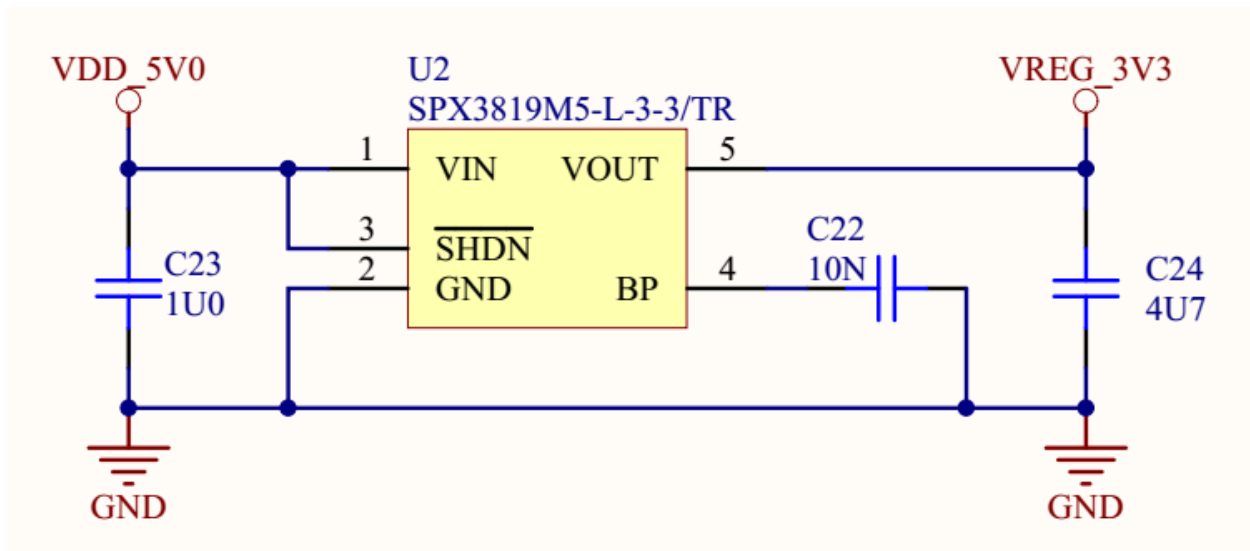 VDD_5V0
U2
SPX3819M5-L-3-3/TR
VREG_3V3
1
VIN
VOUT
5
3
SHDN
C23
1U0
2
GND
BP
4
C22
10N
C24
4U7
GND
GND